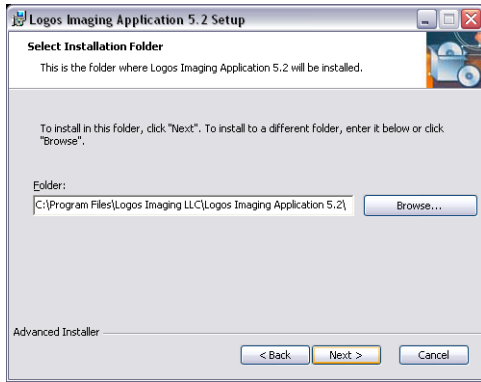 Logos Imaging Application 5.2 Setup
Select Installation Folder
This is the folder where Logos Imaging Application 5.2 will be installed.
To install in this folder, click "Next". To install to a different folder, enter it below or click
"Browse".
Folder:
C:\Program Files\Logos Imaging LLC\Logos Imaging Application 5.2\ Browse...
Advanced Installer
< Back Next > Cancel